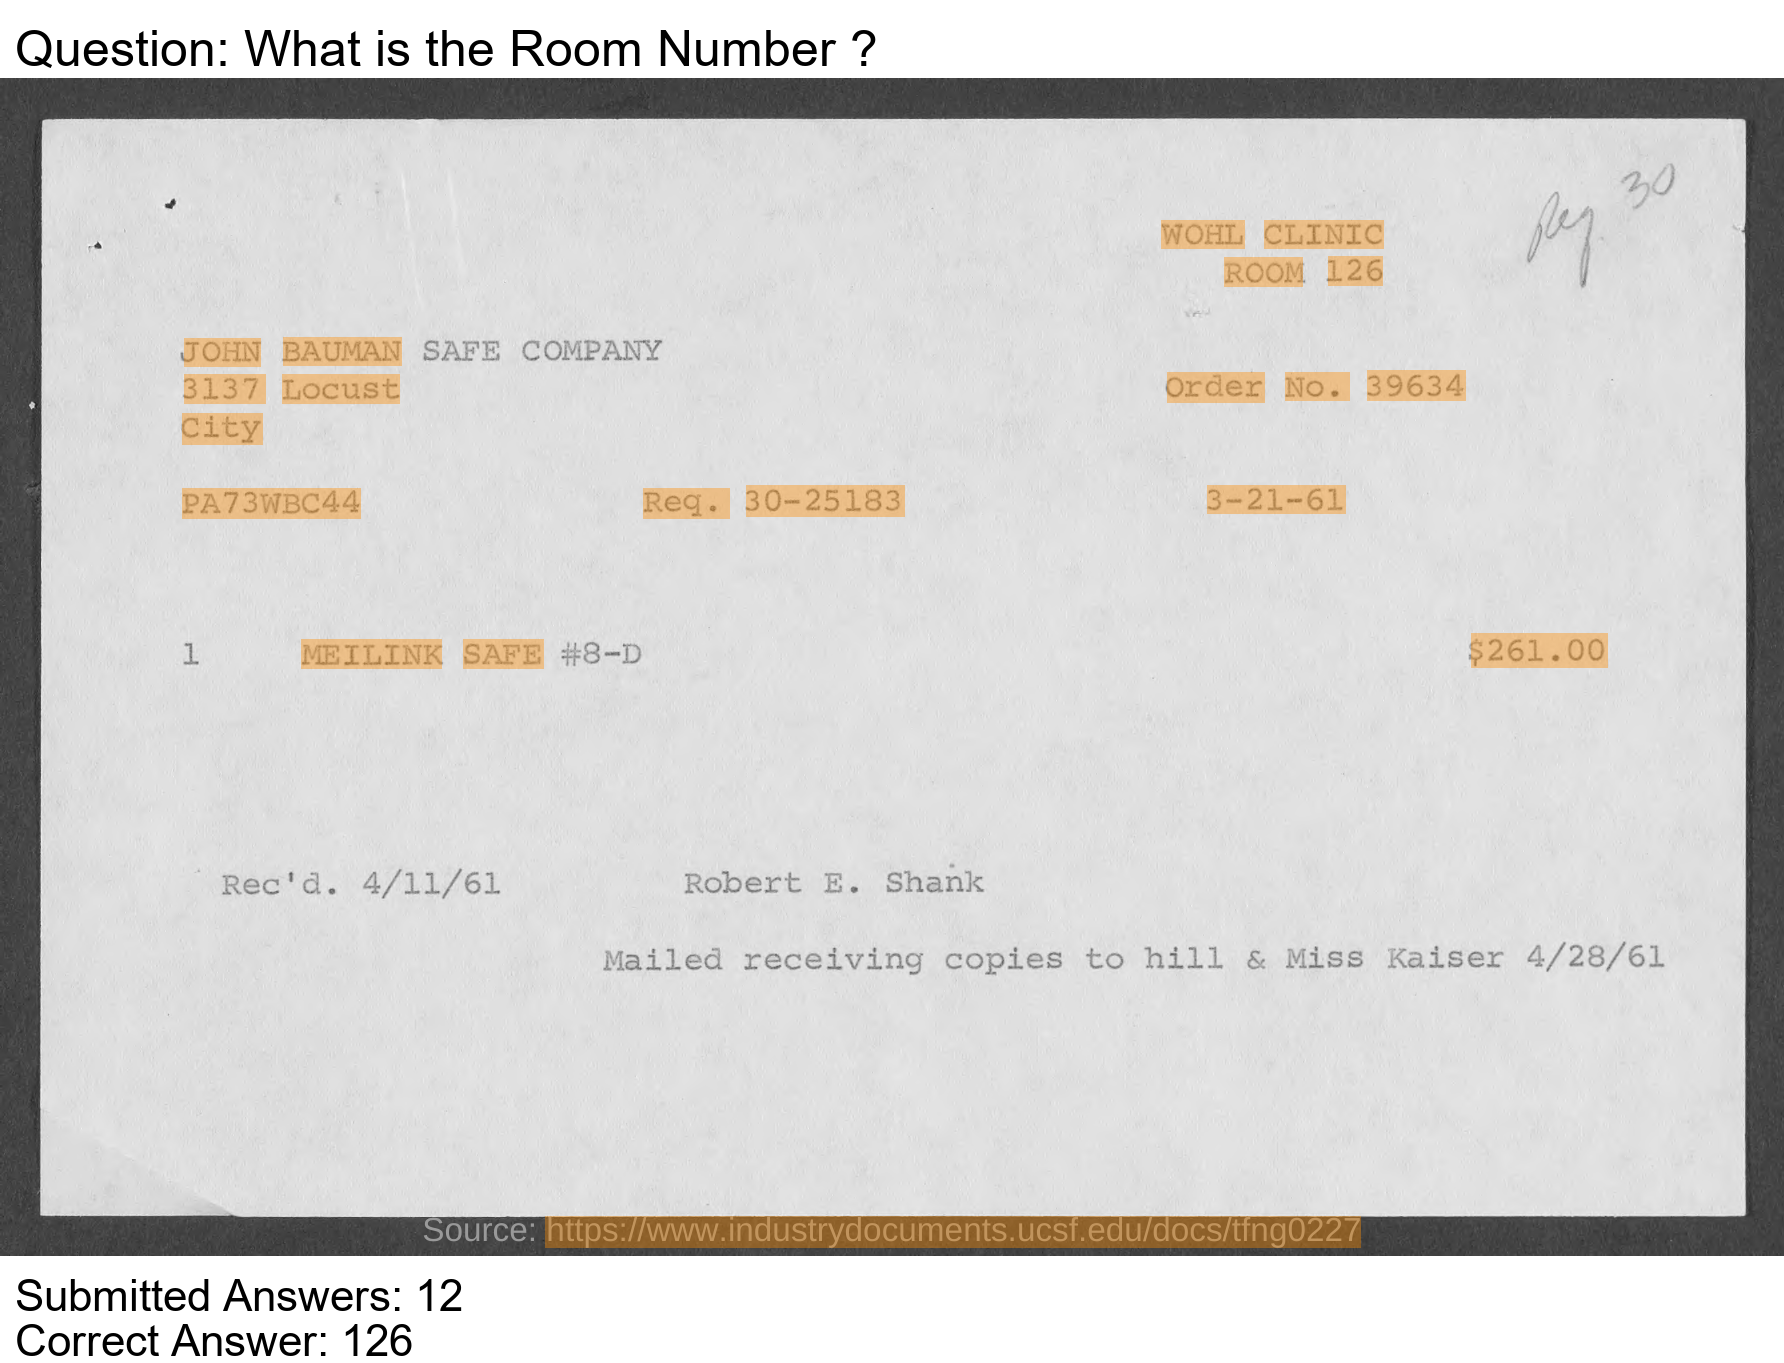 Question: What is the Room Number ?
Reg. 30
WOHL CLINIC
ROOM 126
JOHN BAUMAN SAFE COMPANY
3137 Locust
City
Order No. 39634
PA73WBC44 Req. 30-25183 3-21-61
1 MEILINK SAFE #8-D $261.00
Rec'd. 4/11/61 Robert E. Shank
Mailed receiving copies to hill & Miss Kaiser 4/28/61
Source: https://www.industrydocuments.ucsf.edu/docs/tfng0227
Submitted Answers: 12
Correct Answer: 126